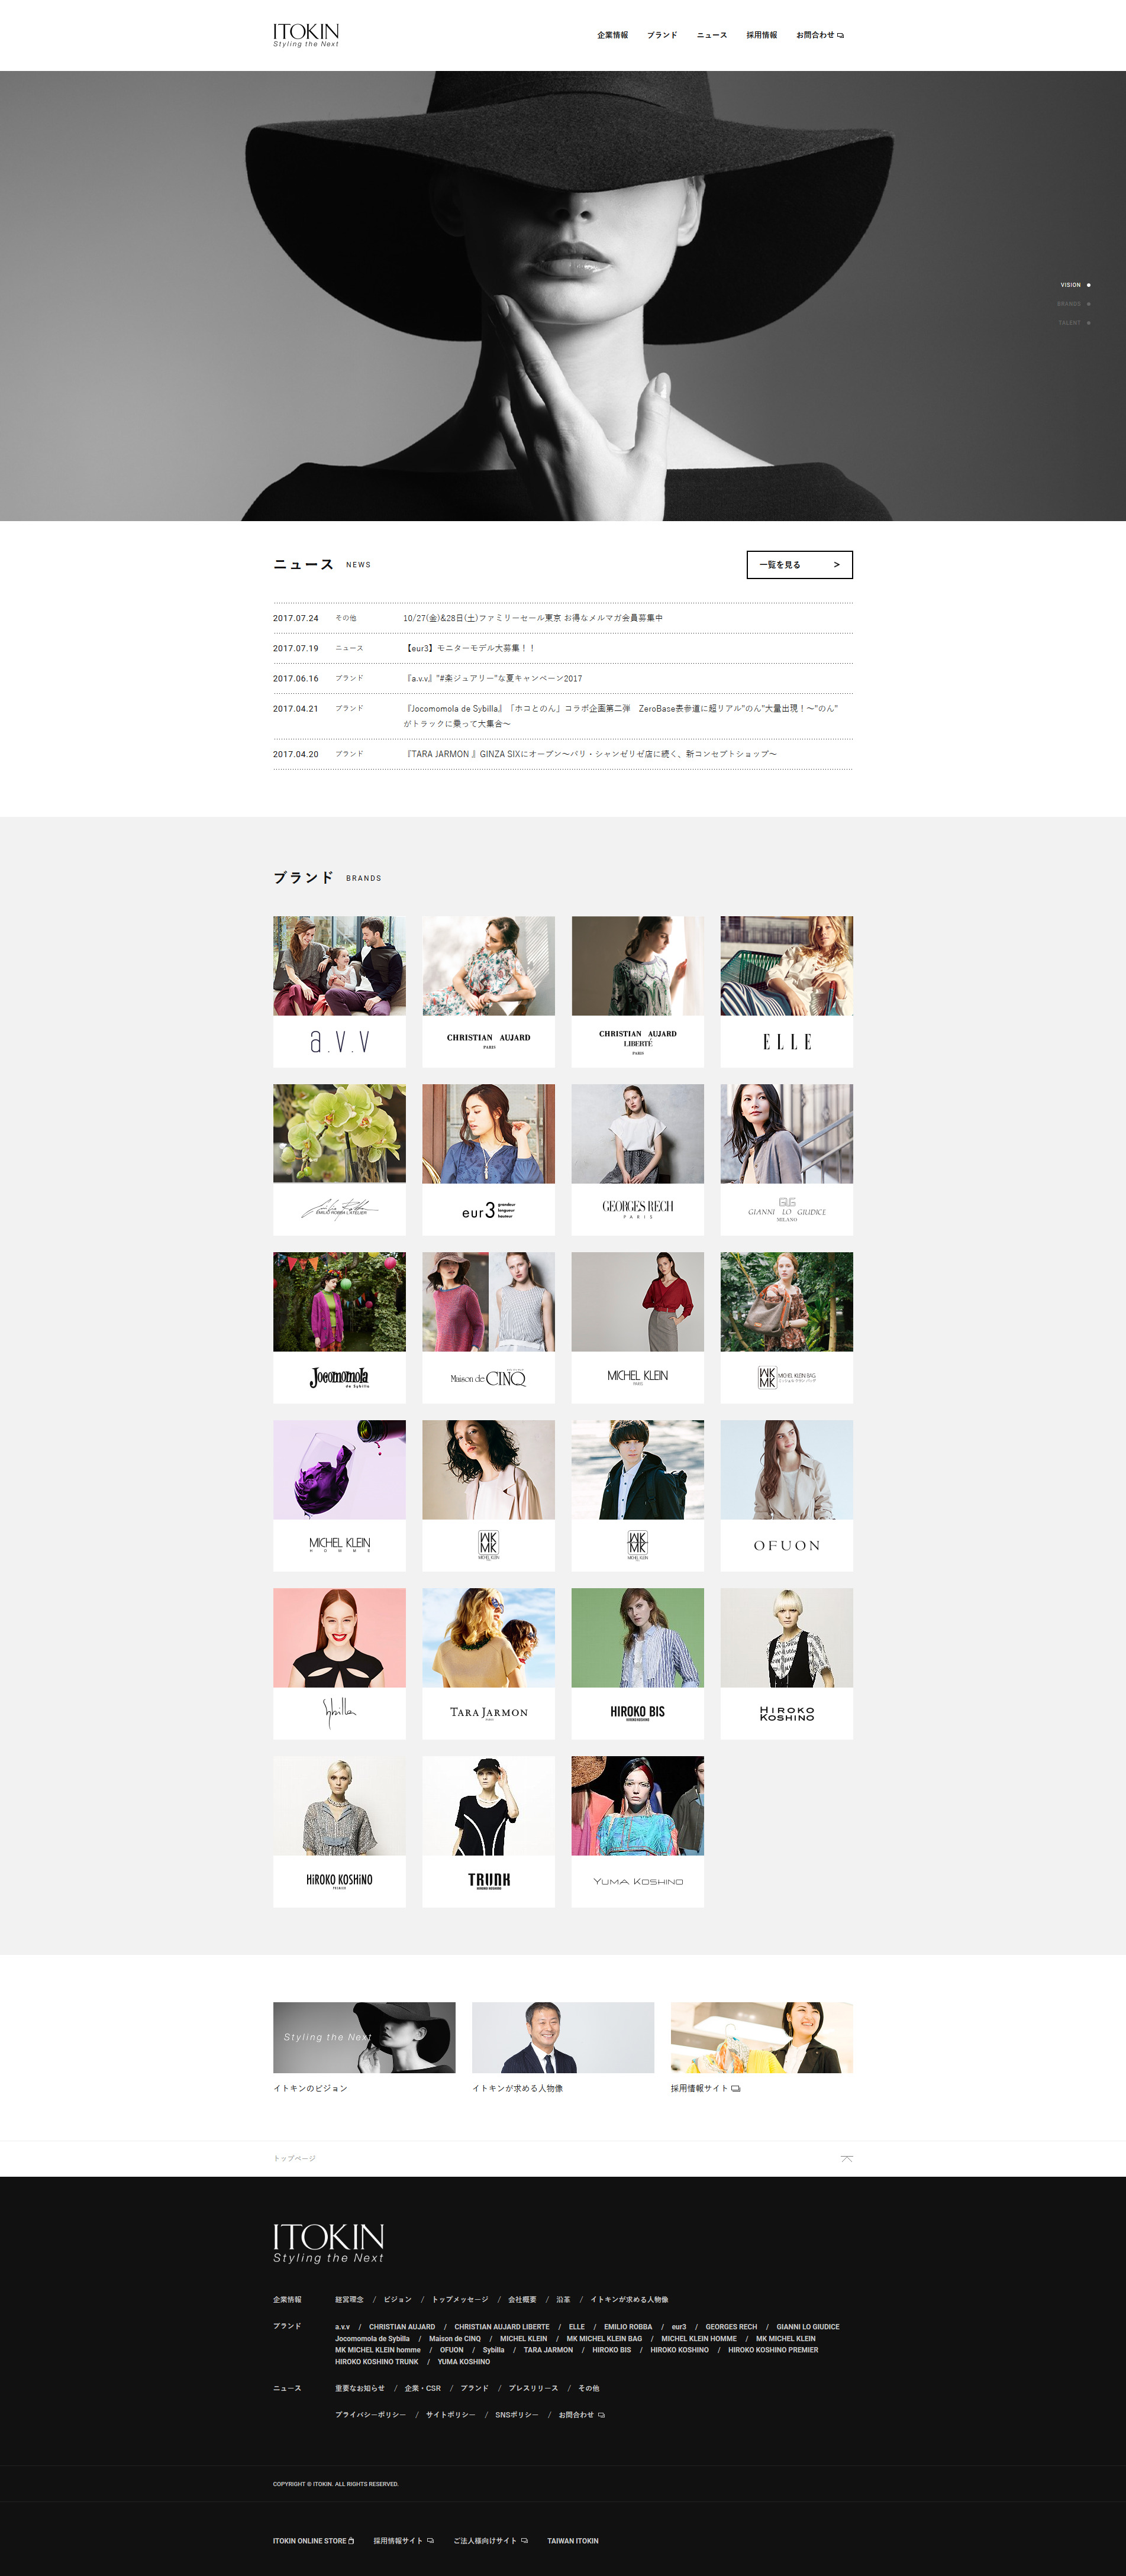 ITOKIN
Styling the Next
企業情報 ブランド ニュース 採用情報 お問合わせ
VISION
BRANDS
TALENT
ニュース NEWS
一覧を見る >
2017.07.24 その他 10/27(金)&28日(土)ファミリーセール東京 お得なメルマガ会員募集中
2017.07.19 ニュース 【eur3】モニターモデル大募集！！
2017.06.16 ブランド 『a.v.v』"#楽ジュアリー"な夏キャンペーン2017
2017.04.21 ブランド 『Jocomomola de Sybilla』「ホコとのん」コラボ企画第二弾　ZeroBase表参道に超リアル"のん"大量出現！～"のん"
がトラックに乗って大集合～
2017.04.20 ブランド 『TARA JARMON 』GINZA SIXにオープン～パリ・シャンゼリゼ店に続く、新コンセプトショップ～
ブランド BRANDS
a.v.v
CHRISTIAN AUJARD
PARIS
CHRISTIAN AUJARD
LIBERTÉ
PARIS
ELLE
EMILIO ROBBA L'ATELIER
eur3 grandeur
longueur
hauteur
GEORGES RECH
PARIS
GIANNI LO GIUDICE
MILANO
Jocomomola
de Sybilla
Maison de CINQ
MICHEL KLEIN
PARIS
MK MICHEL KLEIN BAG
MICHEL KLEIN
HOMME
MK
MICHEL KLEIN
MK
MICHEL KLEIN
OFUON
Sybilla
TARA JARMON
HIROKO BIS
HIROKO KOSHINO
HIROKO
KOSHINO
HIROKO KOSHINO
PREMIER
TRUNK
HIROKO KOSHINO
YUMA KOSHINO
Styling the Next
イトキンのビジョン
イトキンが求める人物像
採用情報サイト
トップページ
ITOKIN
Styling the Next
企業情報 経営理念 / ビジョン / トップメッセージ / 会社概要 / 沿革 / イトキンが求める人物像
ブランド a.v.v / CHRISTIAN AUJARD / CHRISTIAN AUJARD LIBERTE / ELLE / EMILIO ROBBA / eur3 / GEORGES RECH / GIANNI LO GIUDICE
Jocomomola de Sybilla / Maison de CINQ / MICHEL KLEIN / MK MICHEL KLEIN BAG / MICHEL KLEIN HOMME / MK MICHEL KLEIN
MK MICHEL KLEIN homme / OFUON / Sybilla / TARA JARMON / HIROKO BIS / HIROKO KOSHINO / HIROKO KOSHINO PREMIER
HIROKO KOSHINO TRUNK / YUMA KOSHINO
ニュース 重要なお知らせ / 企業・CSR / ブランド / プレスリリース / その他
プライバシーポリシー / サイトポリシー / SNSポリシー / お問合わせ
COPYRIGHT © ITOKIN. ALL RIGHTS RESERVED.
ITOKIN ONLINE STORE 採用情報サイト ご法人様向けサイト TAIWAN ITOKIN